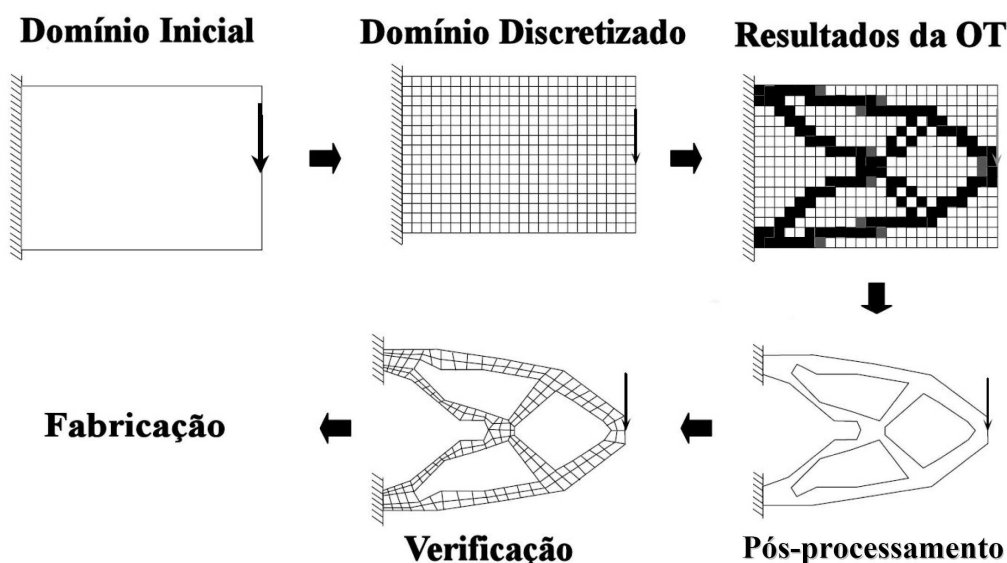 Domínio Inicial
Domínio Discretizado
Resultados da OT
Fabricação
Verificação
Pós-processamento